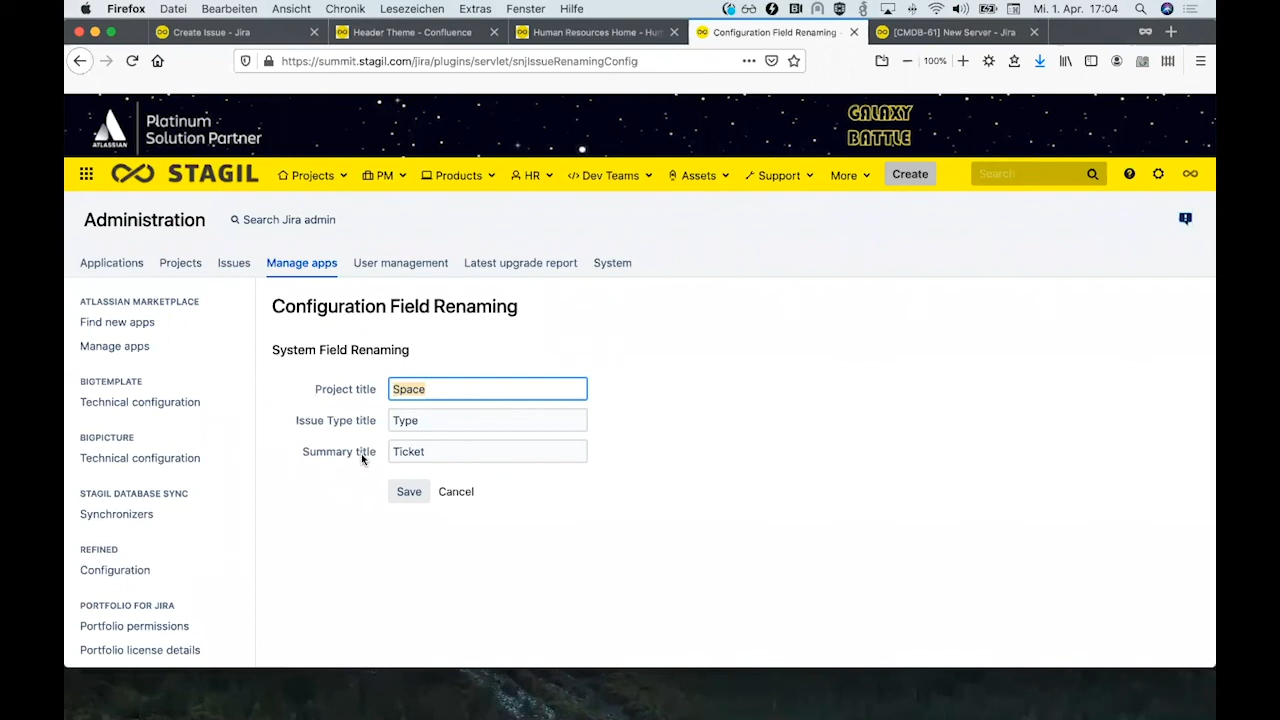 Firefox Datei Bearbeiten Ansicht Chronik Lesezeichen Extras Fenster Hilfe Mi. 1. Apr. 17:04
Create Issue - Jira Header Theme - Confluence Human Resources Home - Hum Configuration Field Renaming - [CMDB-61] New Server - Jira
https://summit.stagil.com/jira/plugins/servlet/snjIssueRenamingConfig 100%
Platinum
Solution Partner
ATLASSIAN
GALAXY
BATTLE
STAGIL Projects PM Products HR Dev Teams Assets Support More Create Search
Administration Search Jira admin
Applications Projects Issues Manage apps User management Latest upgrade report System
ATLASSIAN MARKETPLACE
Find new apps
Manage apps
BIGTEMPLATE
Technical configuration
BIGPICTURE
Technical configuration
STAGIL DATABASE SYNC
Synchronizers
REFINED
Configuration
PORTFOLIO FOR JIRA
Portfolio permissions
Portfolio license details
Configuration Field Renaming
System Field Renaming
Project title Space
Issue Type title Type
Summary title Ticket
Save Cancel